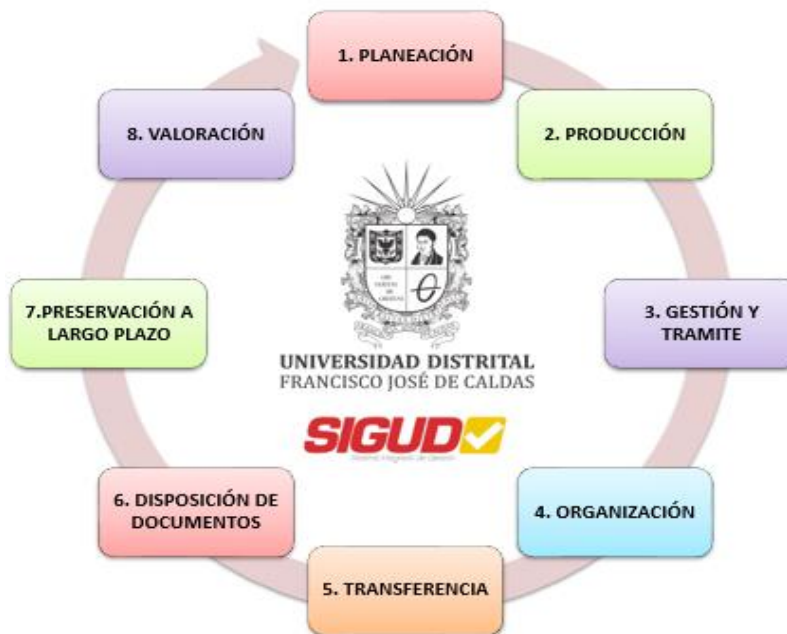 1. PLANEACIÓN
2. PRODUCCIÓN
3. GESTIÓN Y
TRAMITE
4. ORGANIZACIÓN
5. TRANSFERENCIA
6. DISPOSICIÓN DE
DOCUMENTOS
7.PRESERVACIÓN A
LARGO PLAZO
8. VALORACIÓN
UNIVERSIDAD DISTRITAL
FRANCISCO JOSÉ DE CALDAS
SIGUD